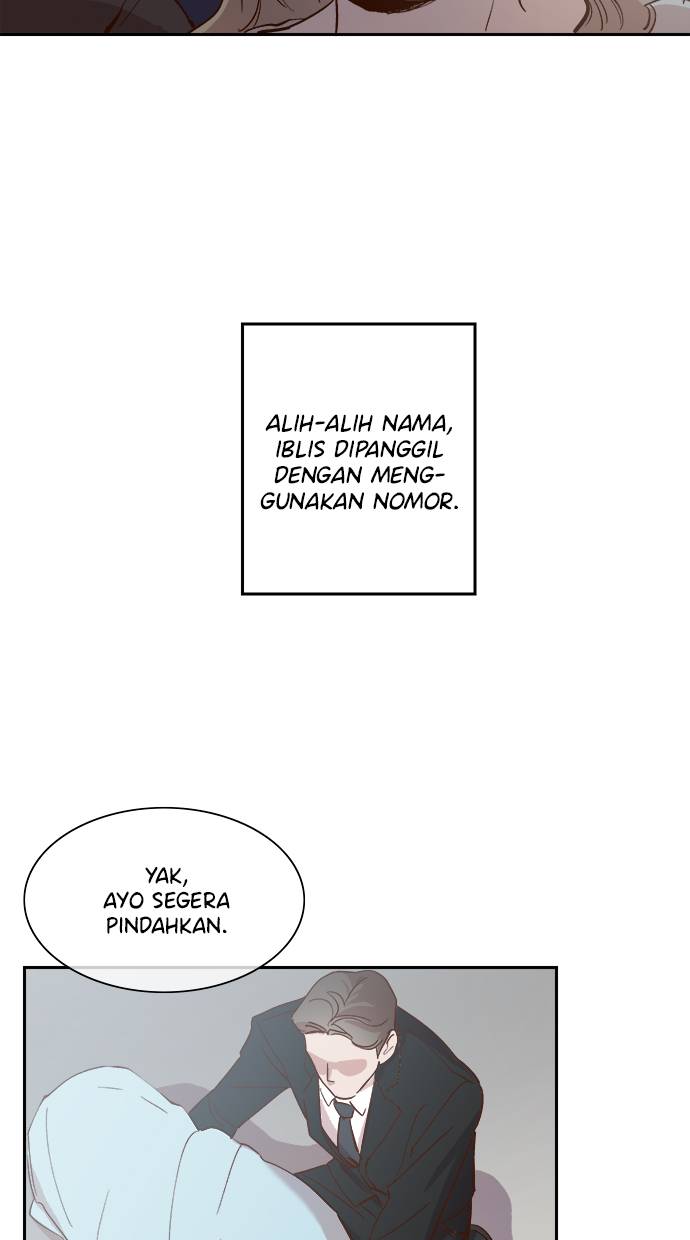 ALIH-ALIH NAMA,
IBLIS DIPANGGIL
DENGAN MENG-
GUNAKAN NOMOR.
YAK,
AYO SEGERA
PINDAHKAN.